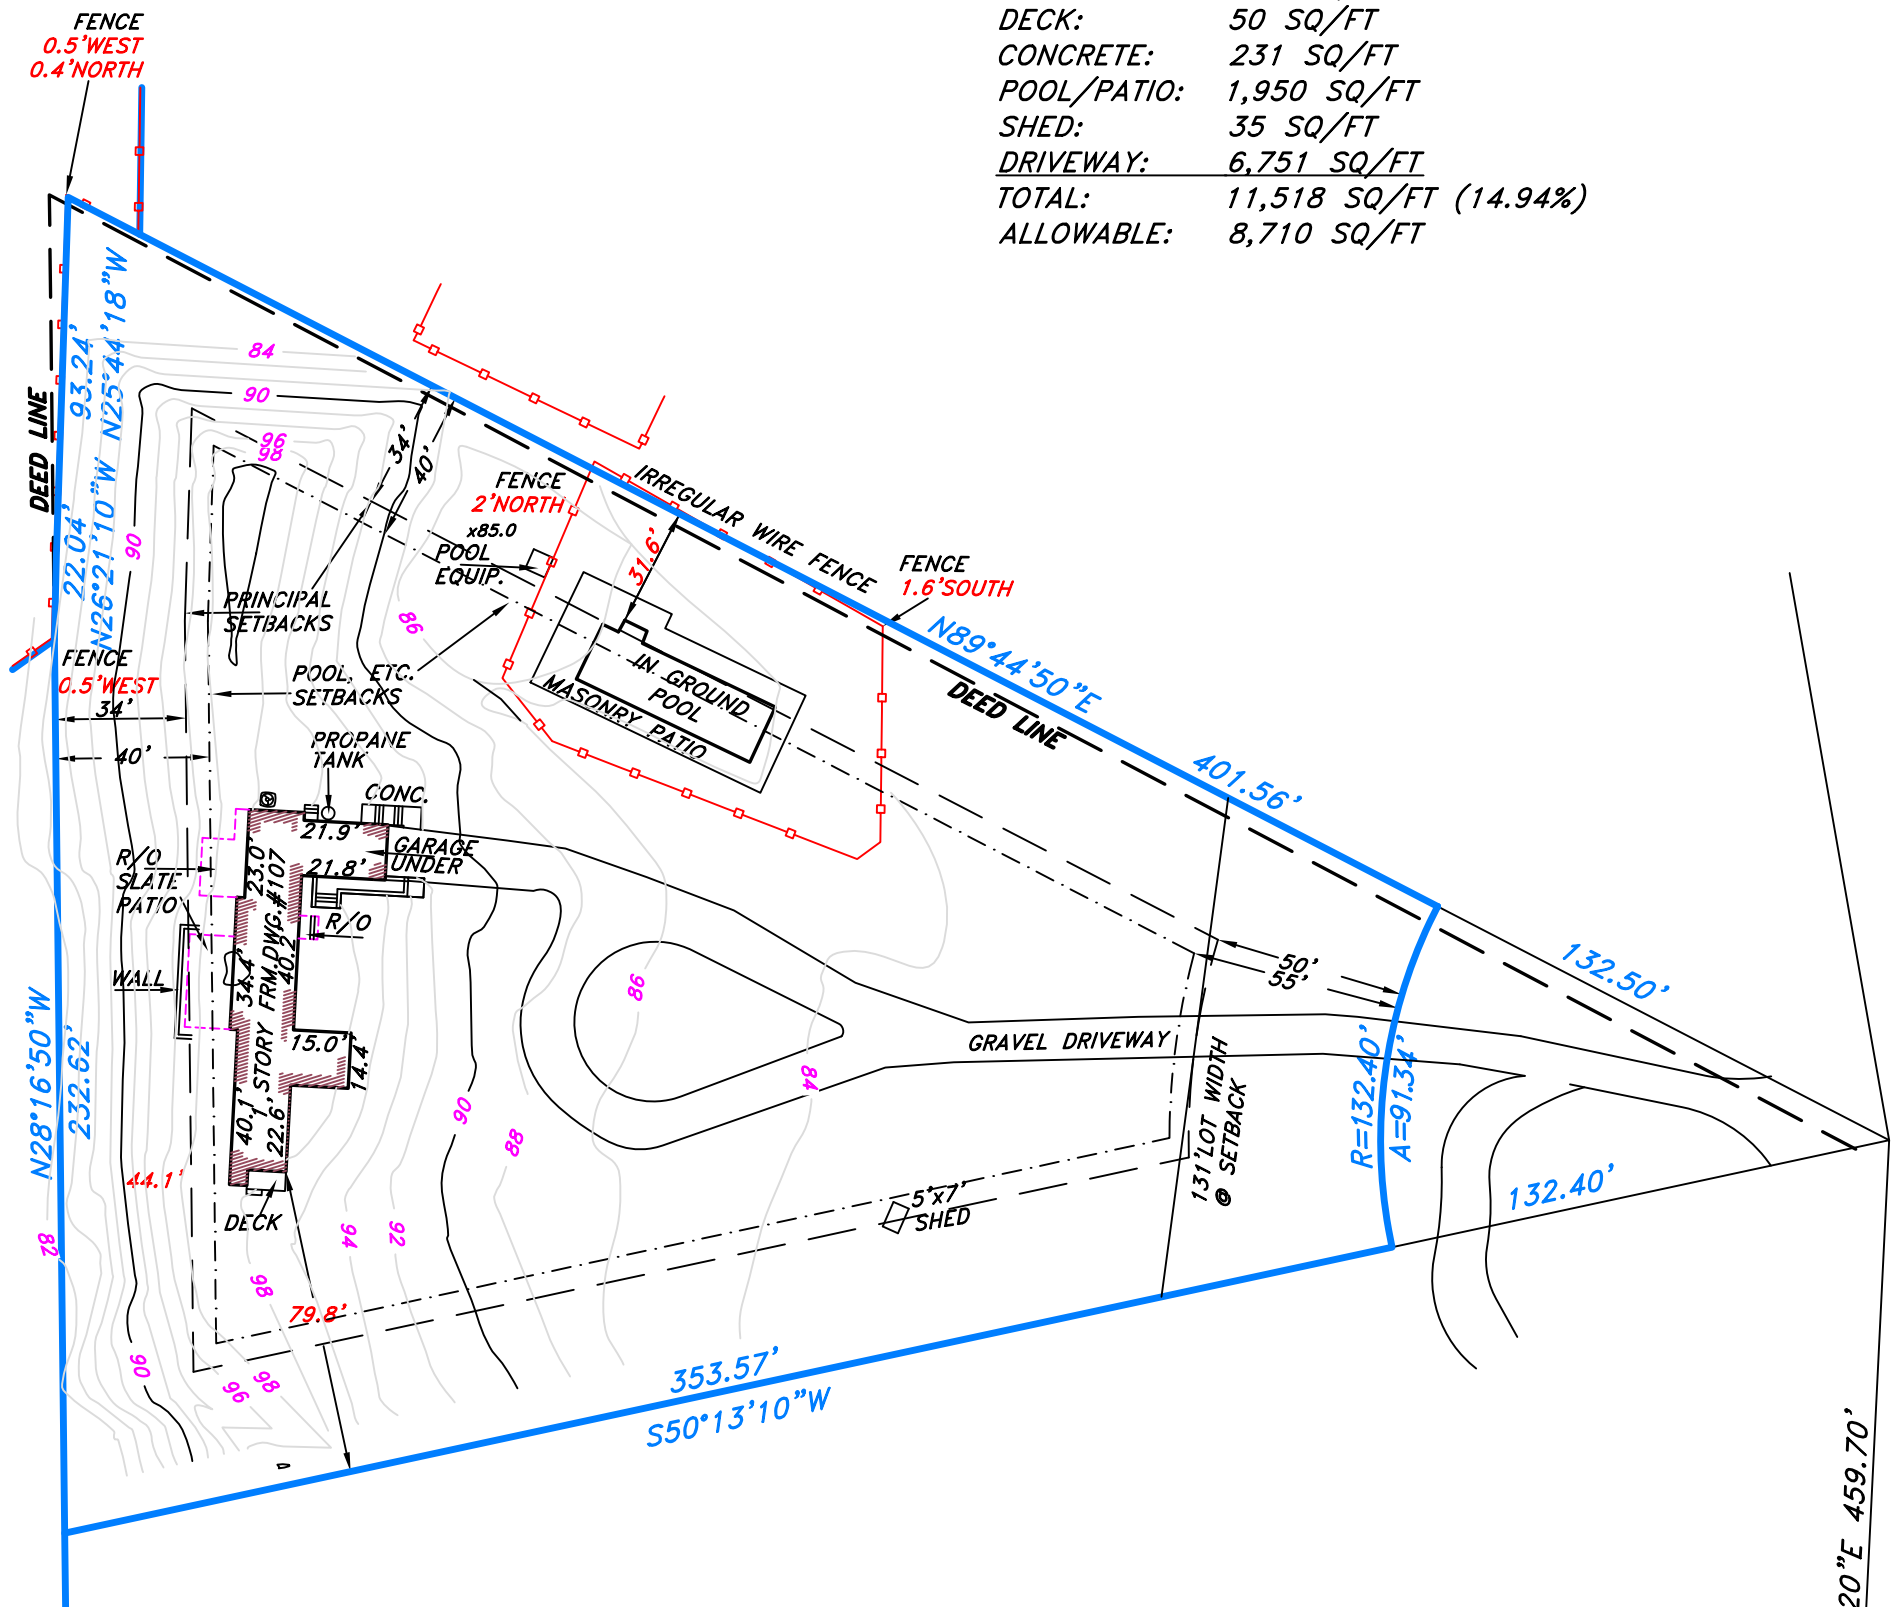 FENCE
0.5'WEST
0.4'NORTH
DECK: 50 SQ/FT
CONCRETE: 231 SQ/FT
POOL/PATIO: 1,950 SQ/FT
SHED: 35 SQ/FT
DRIVEWAY: 6,751 SQ/FT
TOTAL: 11,518 SQ/FT (14.94%)
ALLOWABLE: 8,710 SQ/FT
DEED LINE
93.24'
N25°44'18"W
22.04'
N26°21'10"W
84
90
96
98
90
34'
40'
FENCE
2'NORTH
x85.0
POOL
EQUIP.
IRREGULAR WIRE FENCE
31.6'
FENCE
1.6'SOUTH
N89°44'50"E
DEED LINE
401.56'
PRINCIPAL
SETBACKS
86
POOL, ETC.
SETBACKS
FENCE
0.5'WEST
34'
40'
IN GROUND
POOL
MASONRY PATIO
PROPANE
TANK
CONC.
21.9'
GARAGE
UNDER
21.8'
23.0'
R/O
SLATE
PATIO
R/O
WALL
34.4'
1 STORY FRM.DWG.#107
40.2'
15.0'
14.4'
40.1'
22.6'
44.1'
DECK
79.8'
N28°16'50"W
232.62'
82
90
96
98
98
94
92
90
88
86
84
GRAVEL DRIVEWAY
50'
55'
131'LOT WIDTH
@ SETBACK
R=132.40'
A=91.34'
132.50'
132.40'
5'x7'
SHED
353.57'
S50°13'10"W
20"E 459.70'